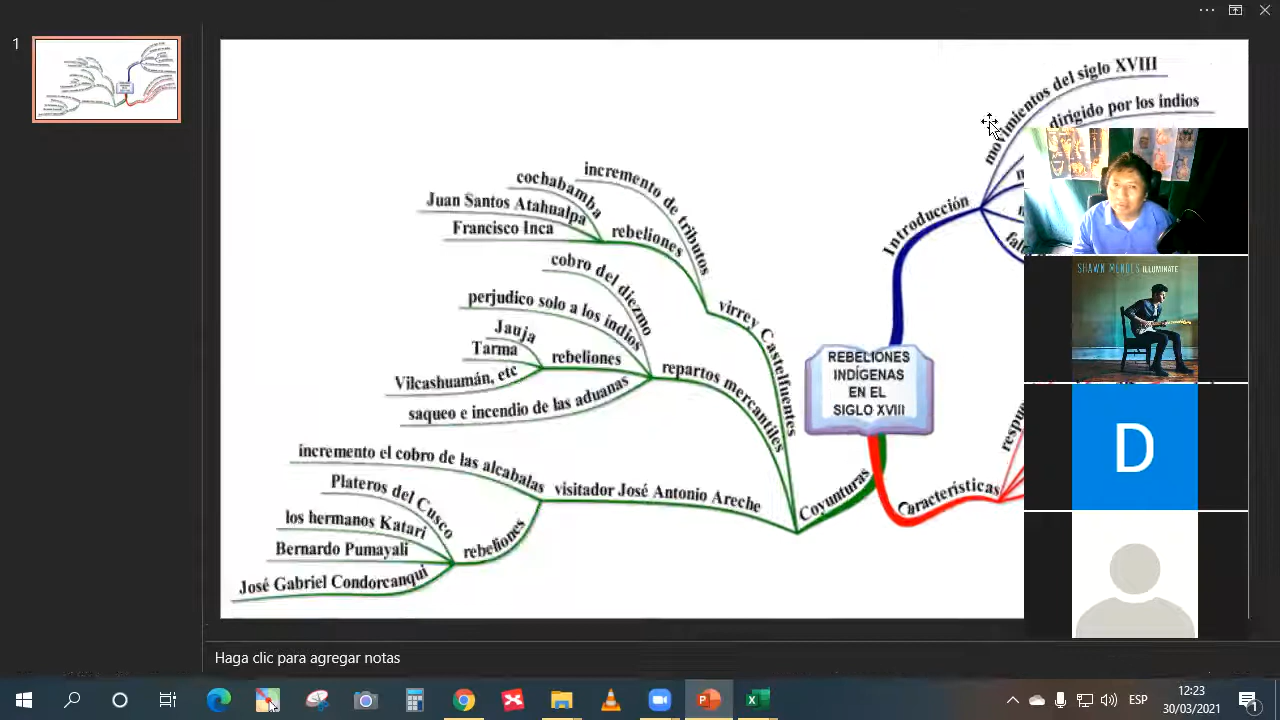 1
movimientos del siglo XVIII
dirigido por los indios
Introducción
incremento de tributos
cochabamba
Juan Santos Atahualpa
Francisco Inca
rebeliones
virrey Castelfuentes
cobro del diezmo
perjudico solo a los indios
Jauja
Tarma
Vilcashuamán, etc
rebeliones
saqueo e incendio de las aduanas
repartos mercantiles
REBELIONES
INDÍGENAS
EN EL
SIGLO XVIII
incremento el cobro de las alcabalas
Plateros del Cusco
los hermanos Katari
Bernardo Pumayali
José Gabriel Condorcanqui
rebeliones
visitador José Antonio Areche
Coyunturas
Características
SHAWN MENDES ILLUMINATE
D
Haga clic para agregar notas
ESP
12:23
30/03/2021
1